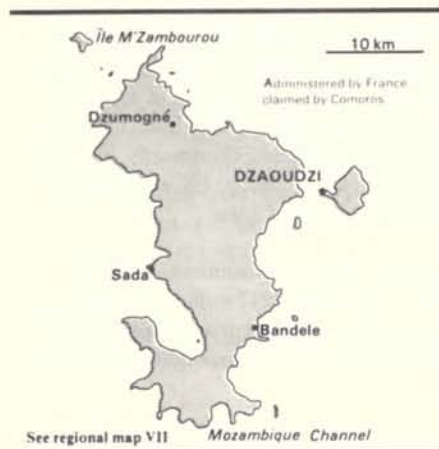 Île M'Zambourou
10 km
Administered by France
claimed by Comoros
Dzumogné
DZAOUDZI
Sada
Bandele
See regional map VII
Mozambique Channel